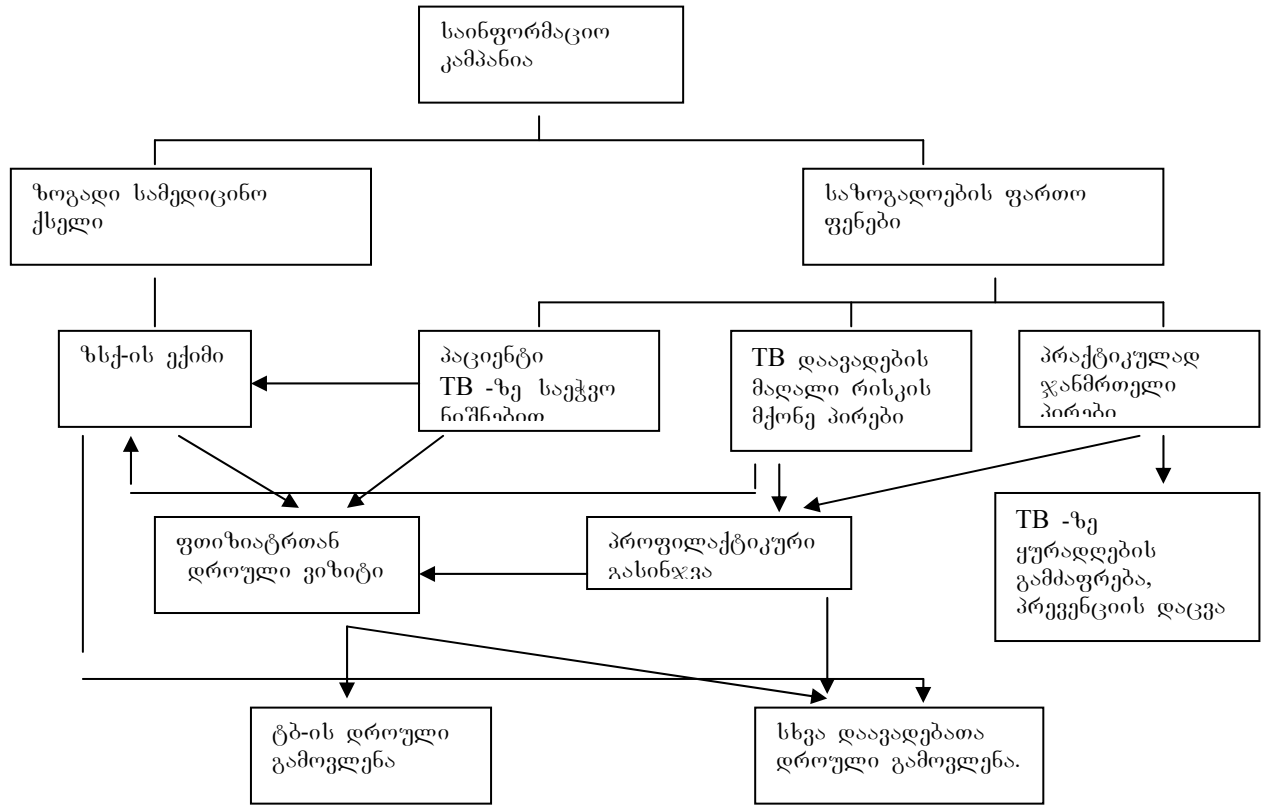 საინფორმაციო
კამპანია
ზოგადი სამედიცინო
ქსელი
საზოგადოების ფართო
ფენები
ზსქ-ის ექიმი
პაციენტი
TB -ზე საეჭვო
ნიშნებით
TB დაავადების
მაღალი რისკის
მქონე პირები
პრაქტიკულად
ჯანმრთელი
პირები
ფთიზიატრთან
დროული ვიზიტი
პროფილაქტიკური
გასინჯვა
TB -ზე
ყურადღების
გამძაფრება,
პრევენციის დაცვა
ტბ-ის დროული
გამოვლენა
სხვა დაავადებათა
დროული გამოვლენა.